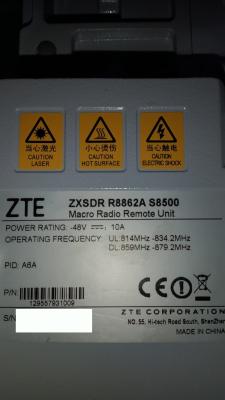 当心激光
CAUTION
LASER
小心烫伤
CAUTION
HOT SURFACE
当心触电
CAUTION
ELECTRIC SHOCK
ZTE
ZXSDR R8862A S8500
Macro Radio Remote Unit
POWER RATING: -48V ⎓ 10A
OPERATING FREQUENCY: UL:814MHz -834.2MHz
DL:859MHz -879.2MHz
PID: A6A
P/N:
129557931009
S/N:
ZTE CORPORATION
NO. 55, Hi-tech Road South, ShenZhen
MADE IN CHINA